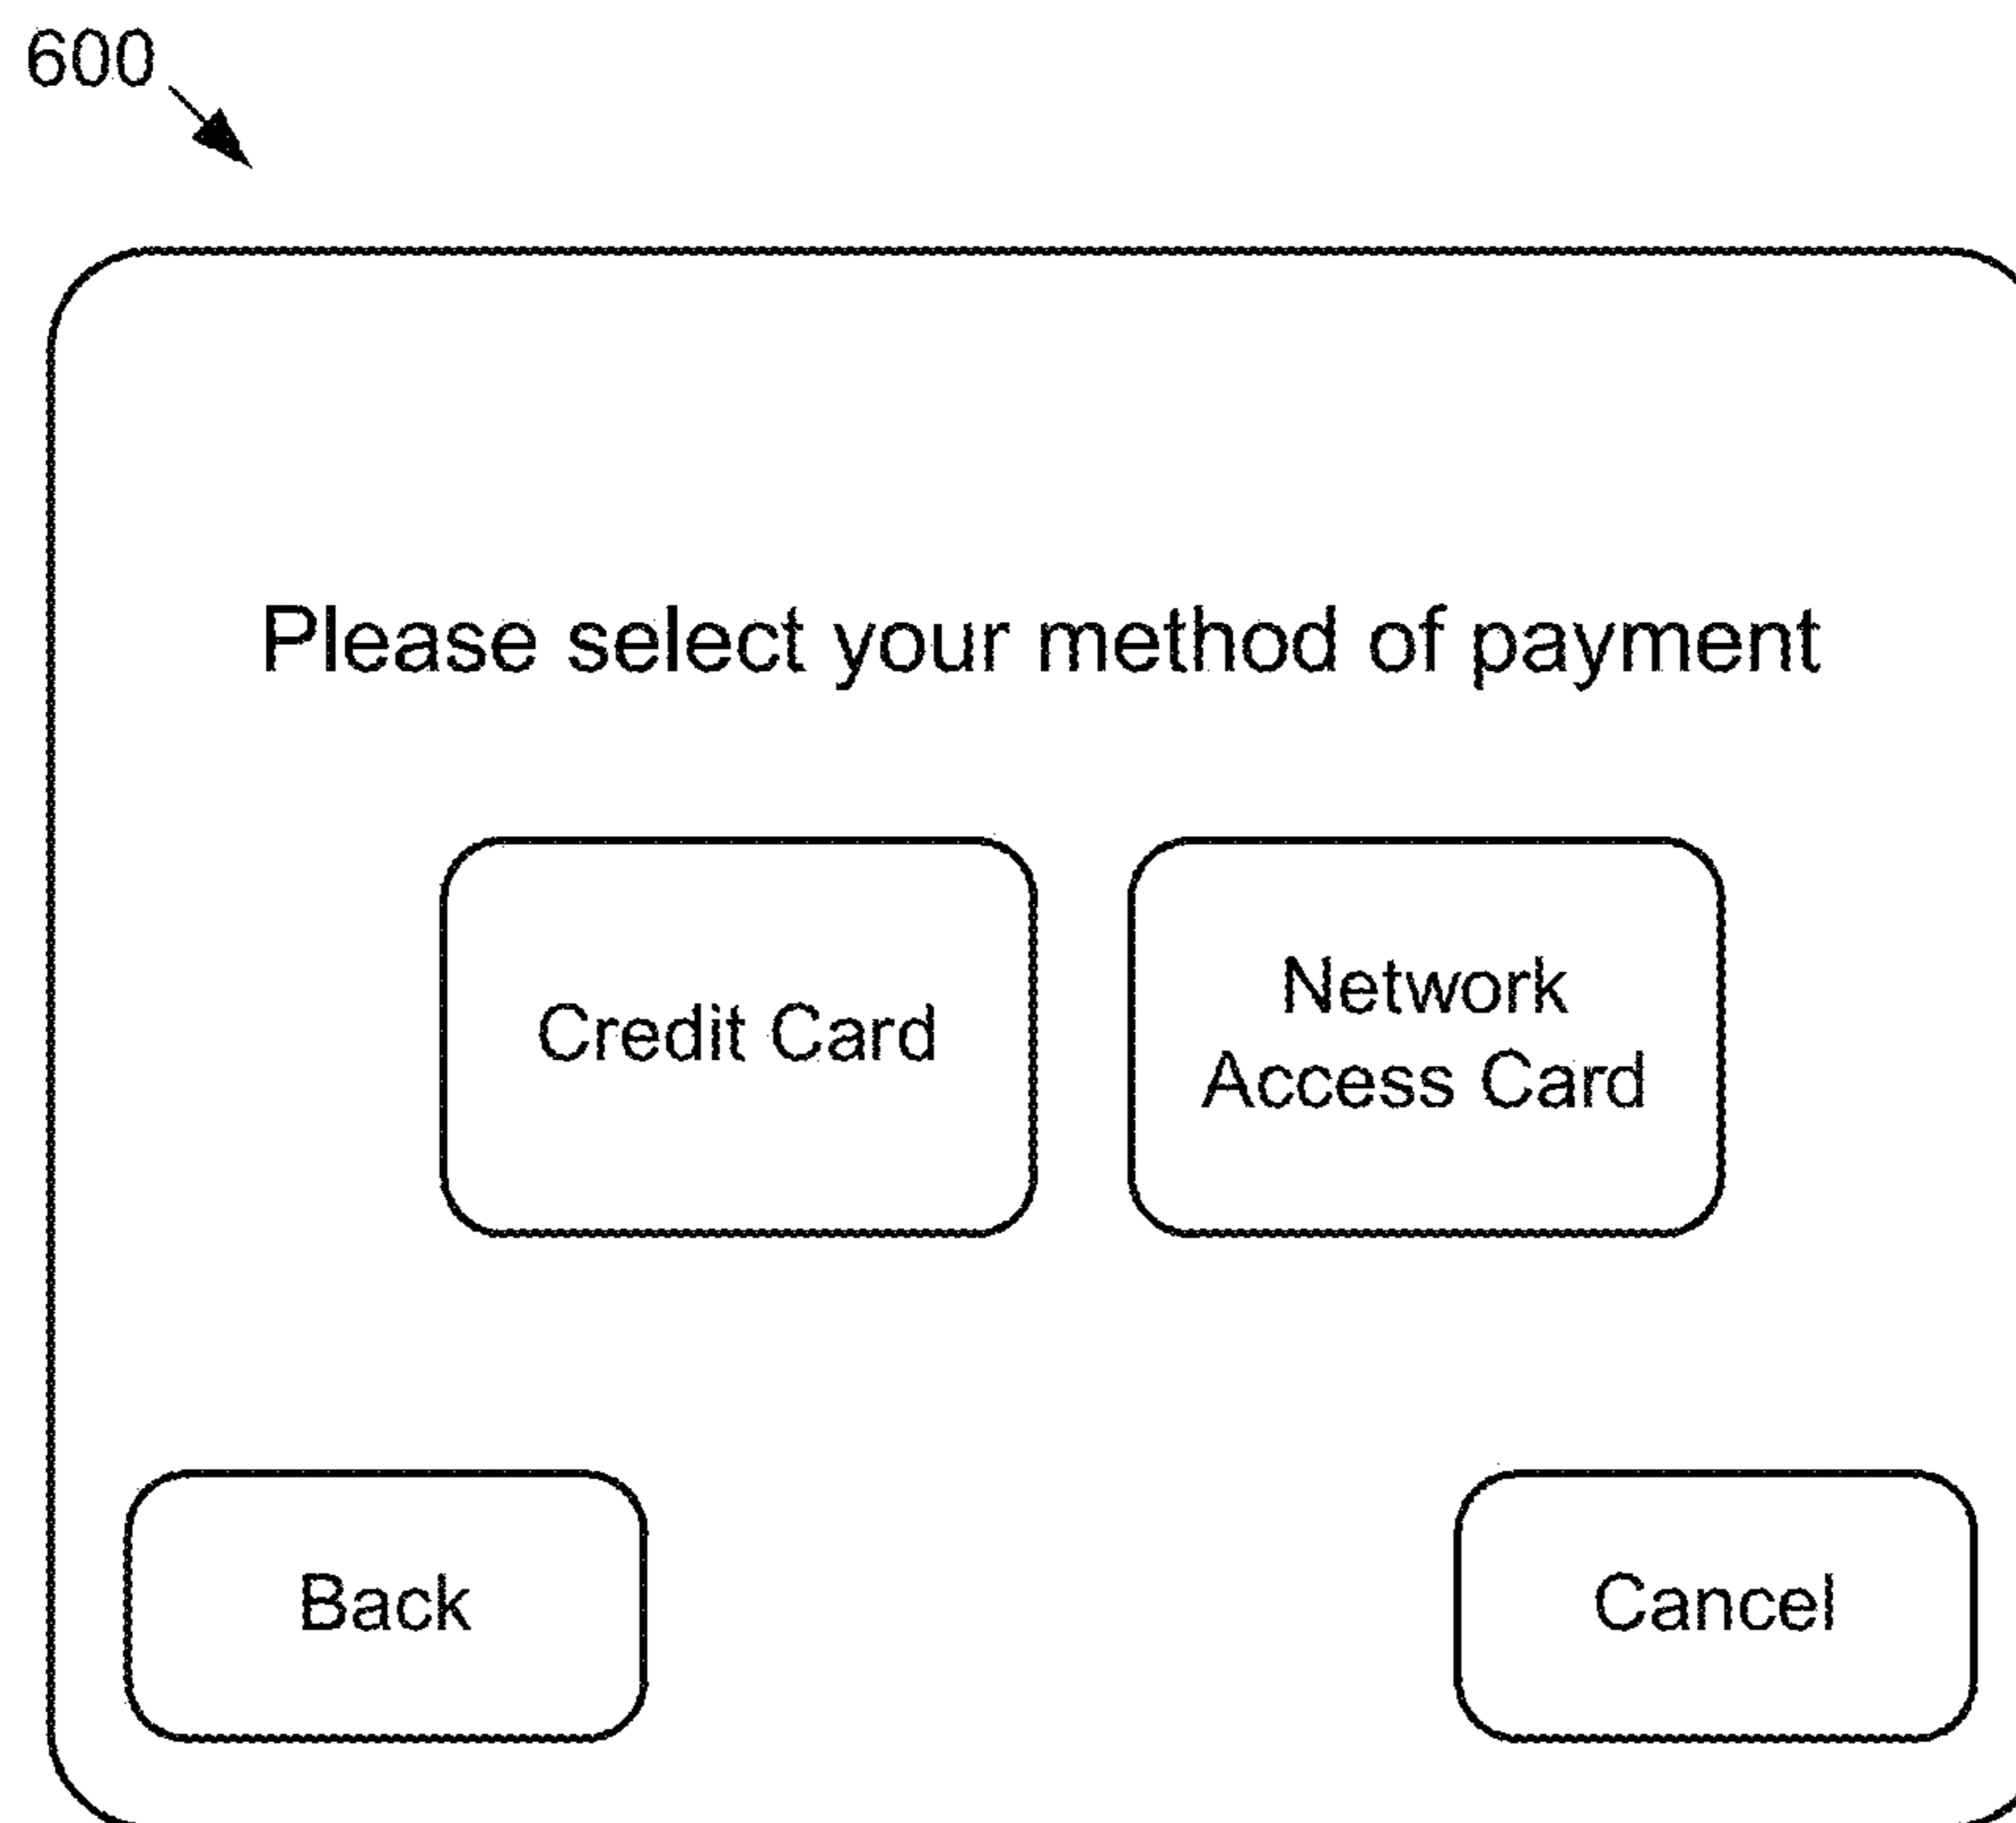 600
Please select your method of payment
Credit Card
Network
Access Card
Back
Cancel